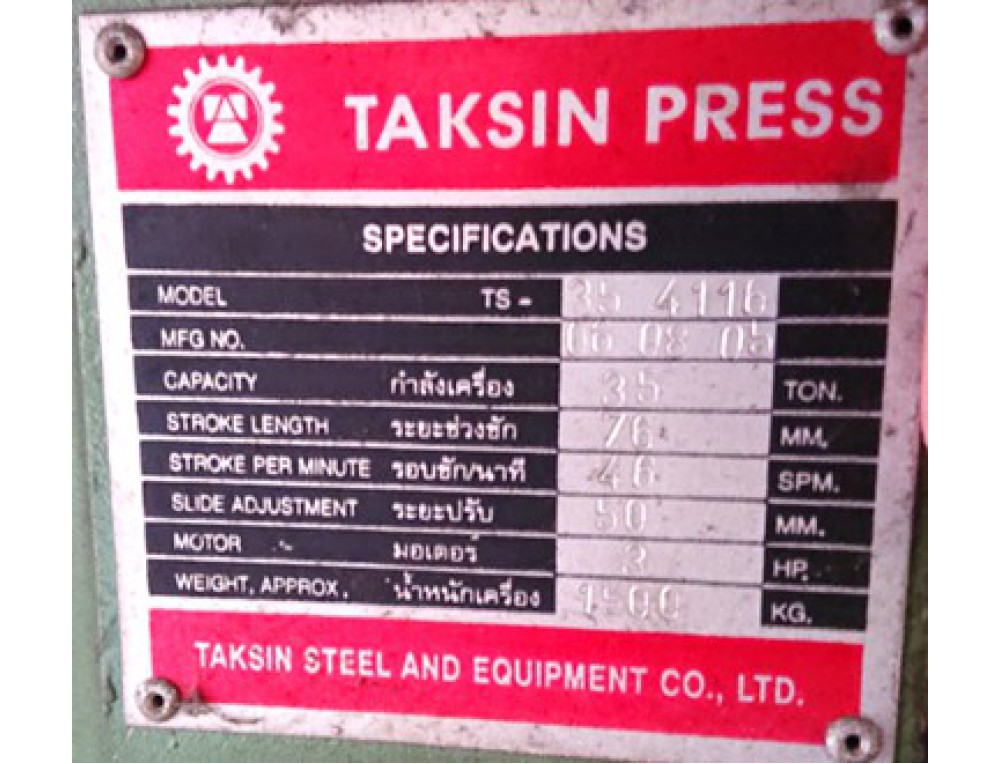 TAKSIN PRESS
SPECIFICATIONS
MODEL TS - 35 4116
MFG NO. 06 08 05
CAPACITY กำลังเครื่อง 35 TON.
STROKE LENGTH ระยะช่วงชัก 76 MM.
STROKE PER MINUTE รอบชัก/นาที 46 SPM.
SLIDE ADJUSTMENT ระยะปรับ 50 MM.
MOTOR มอเตอร์ 3 HP.
WEIGHT, APPROX. น้ำหนักเครื่อง 1500 KG.
TAKSIN STEEL AND EQUIPMENT CO., LTD.